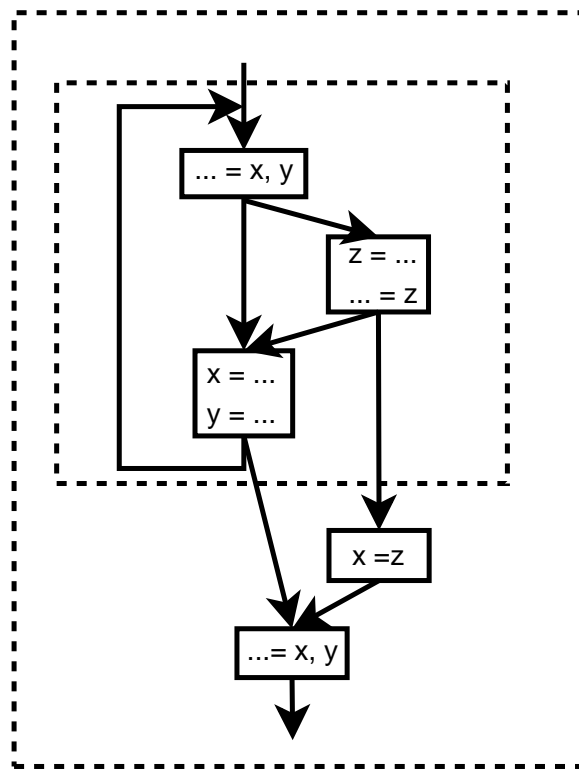 ... = x, y
z = ...
... = z
x = ...
y = ...
x =z
...= x, y